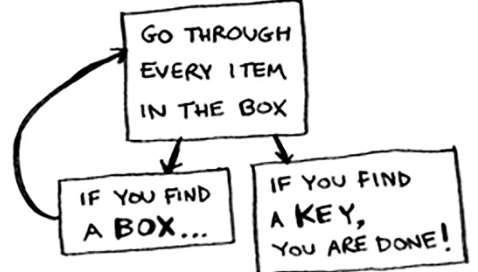 GO THROUGH
EVERY ITEM
IN THE BOX
IF YOU FIND
A BOX...
IF YOU FIND
A KEY,
YOU ARE DONE!